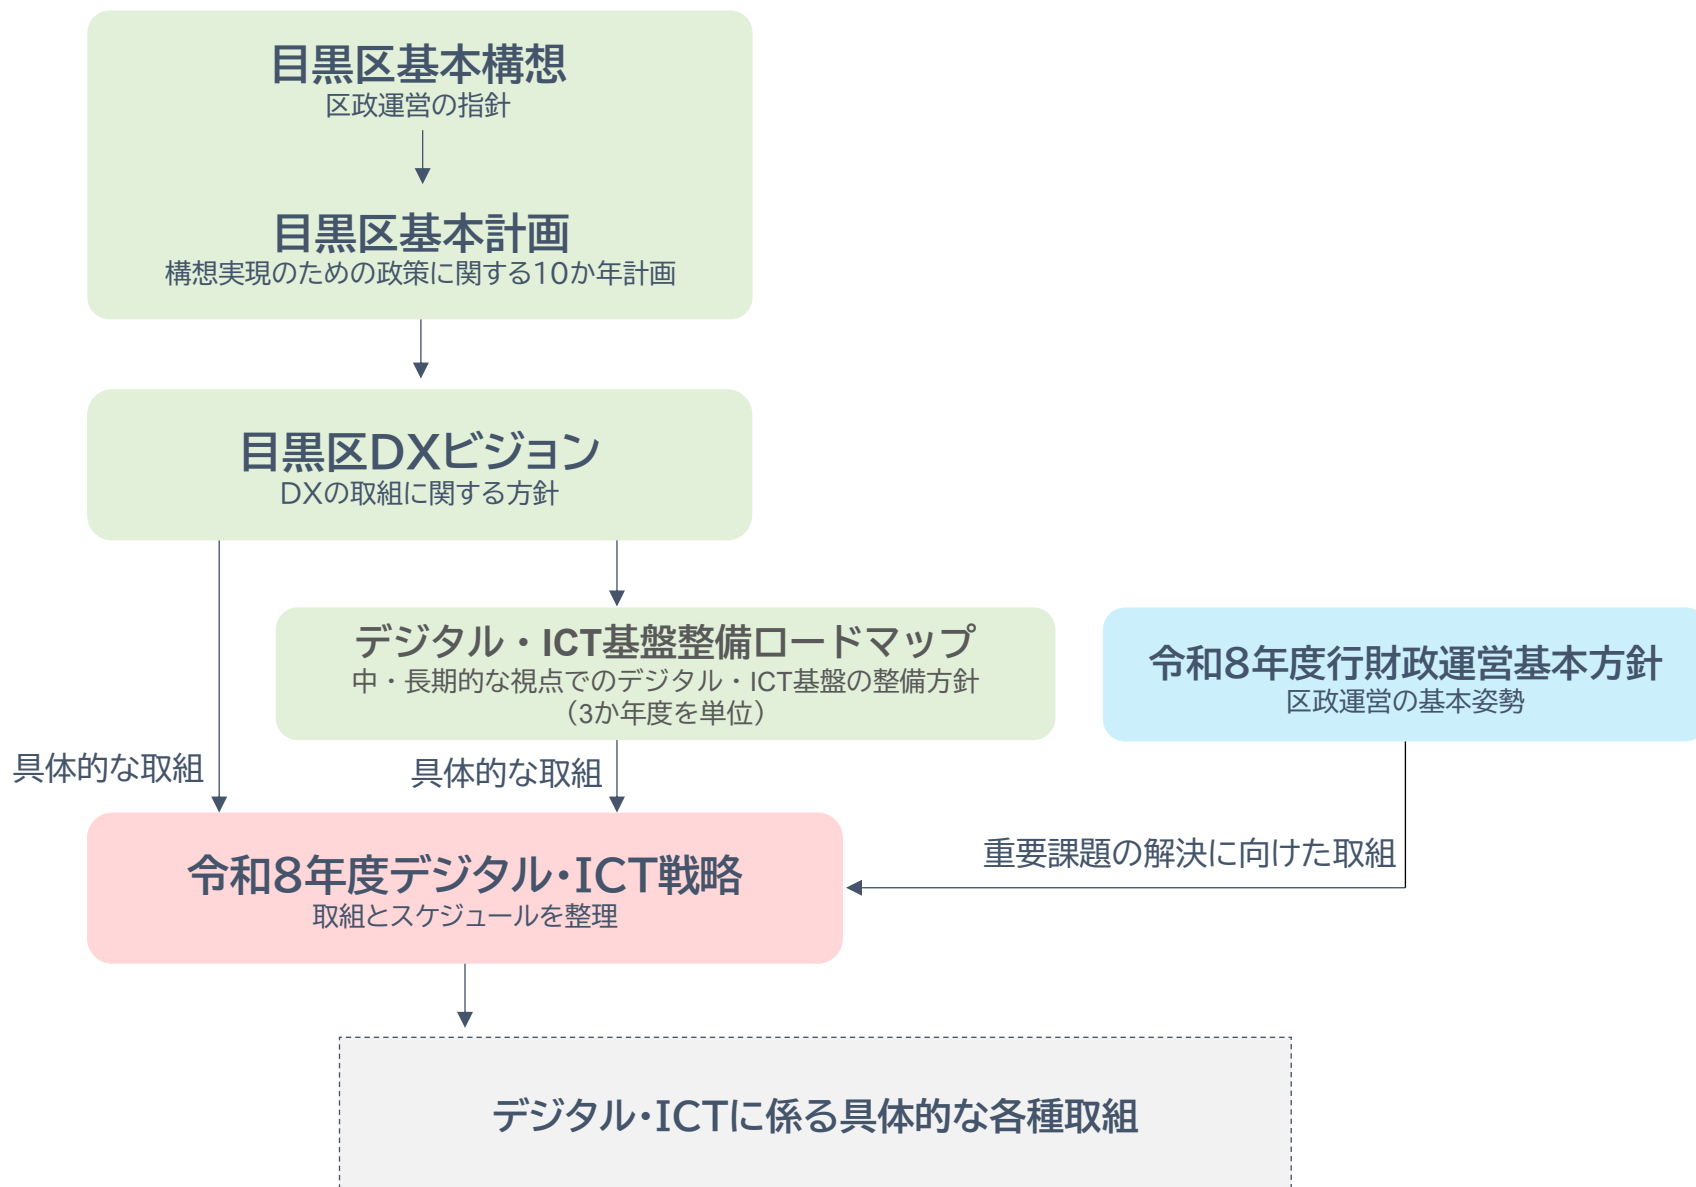 目黒区基本構想
区政運営の指針
目黒区基本計画
構想実現のための政策に関する10か年計画
目黒区DXビジョン
DXの取組に関する方針
デジタル・ICT基盤整備ロードマップ
中・長期的な視点でのデジタル・ICT基盤の整備方針
（3か年度を単位）
令和8年度行財政運営基本方針
区政運営の基本姿勢
具体的な取組
具体的な取組
重要課題の解決に向けた取組
令和8年度デジタル・ICT戦略
取組とスケジュールを整理
デジタル・ICTに係る具体的な各種取組